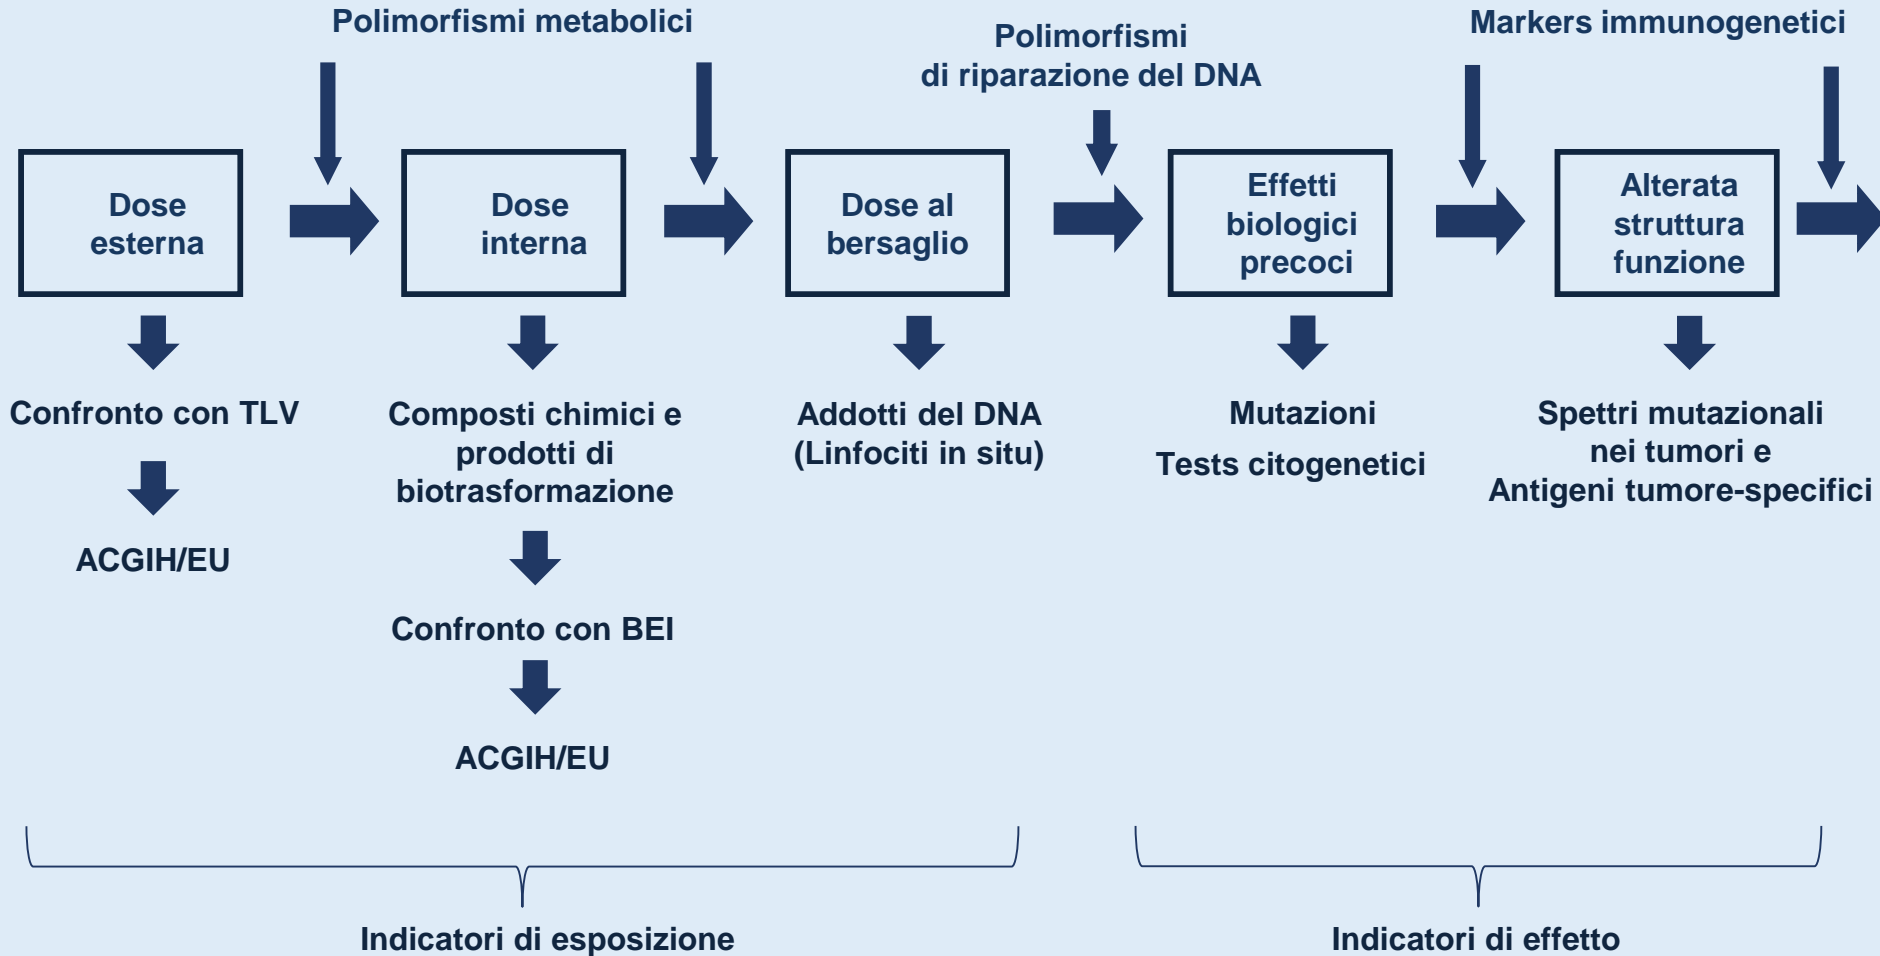 Polimorfismi metabolici
Polimorfismi
di riparazione del DNA
Markers immunogenetici
Dose
esterna
Dose
interna
Dose al
bersaglio
Effetti
biologici
precoci
Alterata
struttura
funzione
Confronto con TLV
ACGIH/EU
Composti chimici e
prodotti di
biotrasformazione
Confronto con BEI
ACGIH/EU
Addotti del DNA
(Linfociti in situ)
Mutazioni
Tests citogenetici
Spettri mutazionali
nei tumori e
Antigeni tumore-specifici
Indicatori di esposizione
Indicatori di effetto